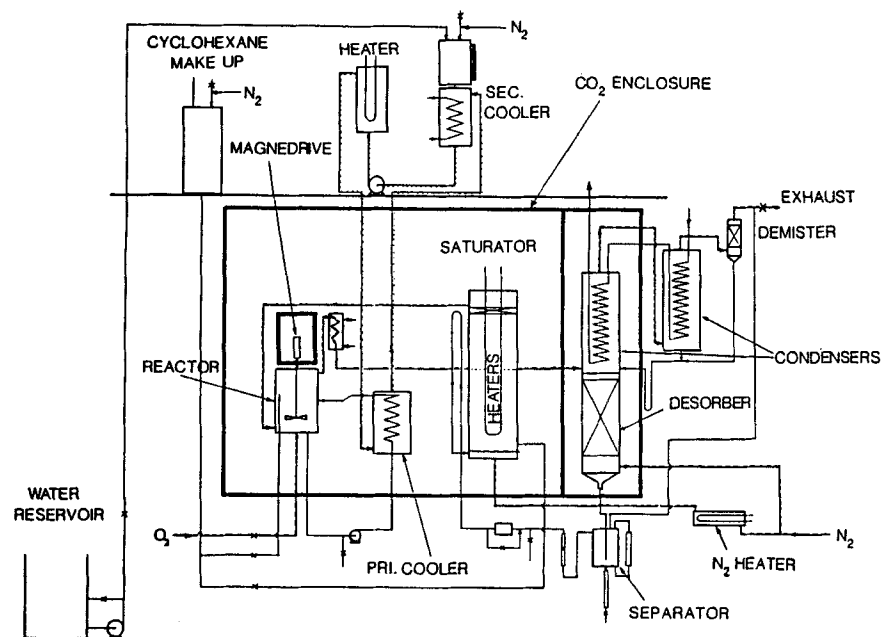 N2
CYCLOHEXANE
MAKE UP
HEATER
N2
SEC.
COOLER
CO2 ENCLOSURE
MAGNEDRIVE
EXHAUST
DEMISTER
SATURATOR
REACTOR
HEATERS
CONDENSERS
DESORBER
WATER
RESERVOIR
O2
PRI. COOLER
N2 HEATER
N2
SEPARATOR